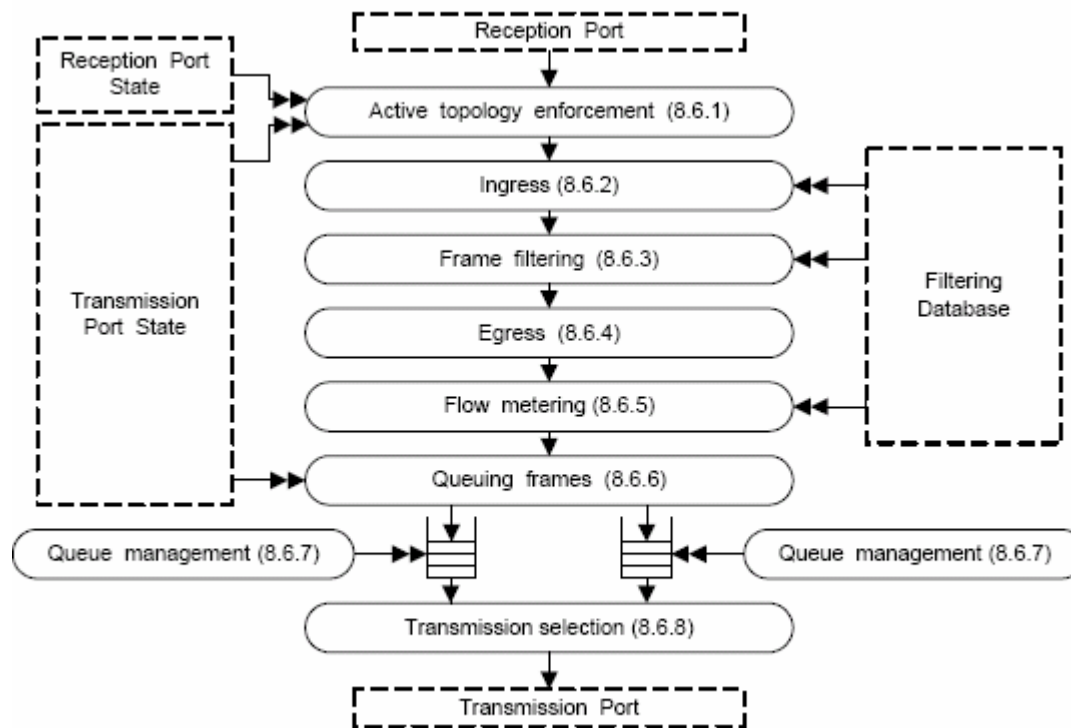 Reception Port
Reception Port
State
Active topology enforcement (8.6.1)
Ingress (8.6.2)
Frame filtering (8.6.3)
Transmission
Port State
Filtering
Database
Egress (8.6.4)
Flow metering (8.6.5)
Queuing frames (8.6.6)
Queue management (8.6.7)
Queue management (8.6.7)
Transmission selection (8.6.8)
Transmission Port